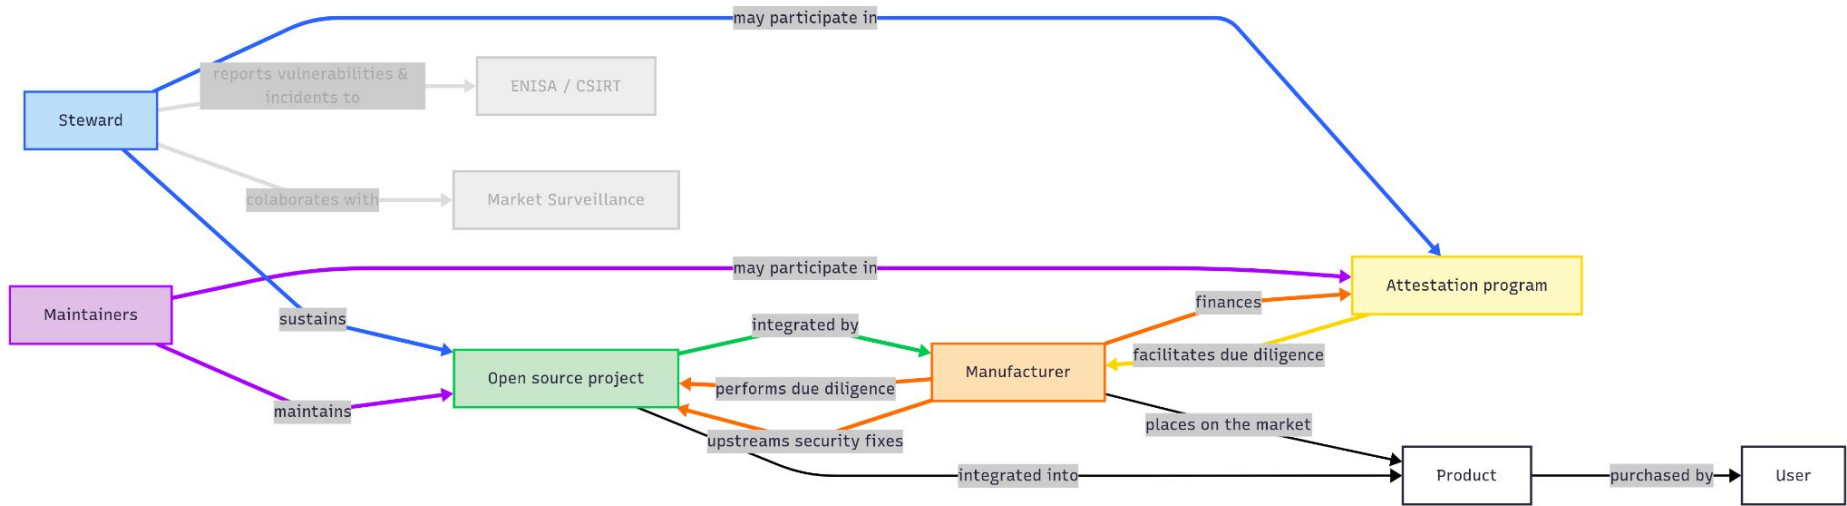 may participate in
reports vulnerabilities &
incidents to
ENISA / CSIRT
Steward
colaborates with
Market Surveillance
may participate in
Attestation program
Maintainers
sustains
finances
integrated by
facilitates due diligence
Open source project
performs due diligence
Manufacturer
maintains
upstreams security fixes
places on the market
integrated into
Product
purchased by
User